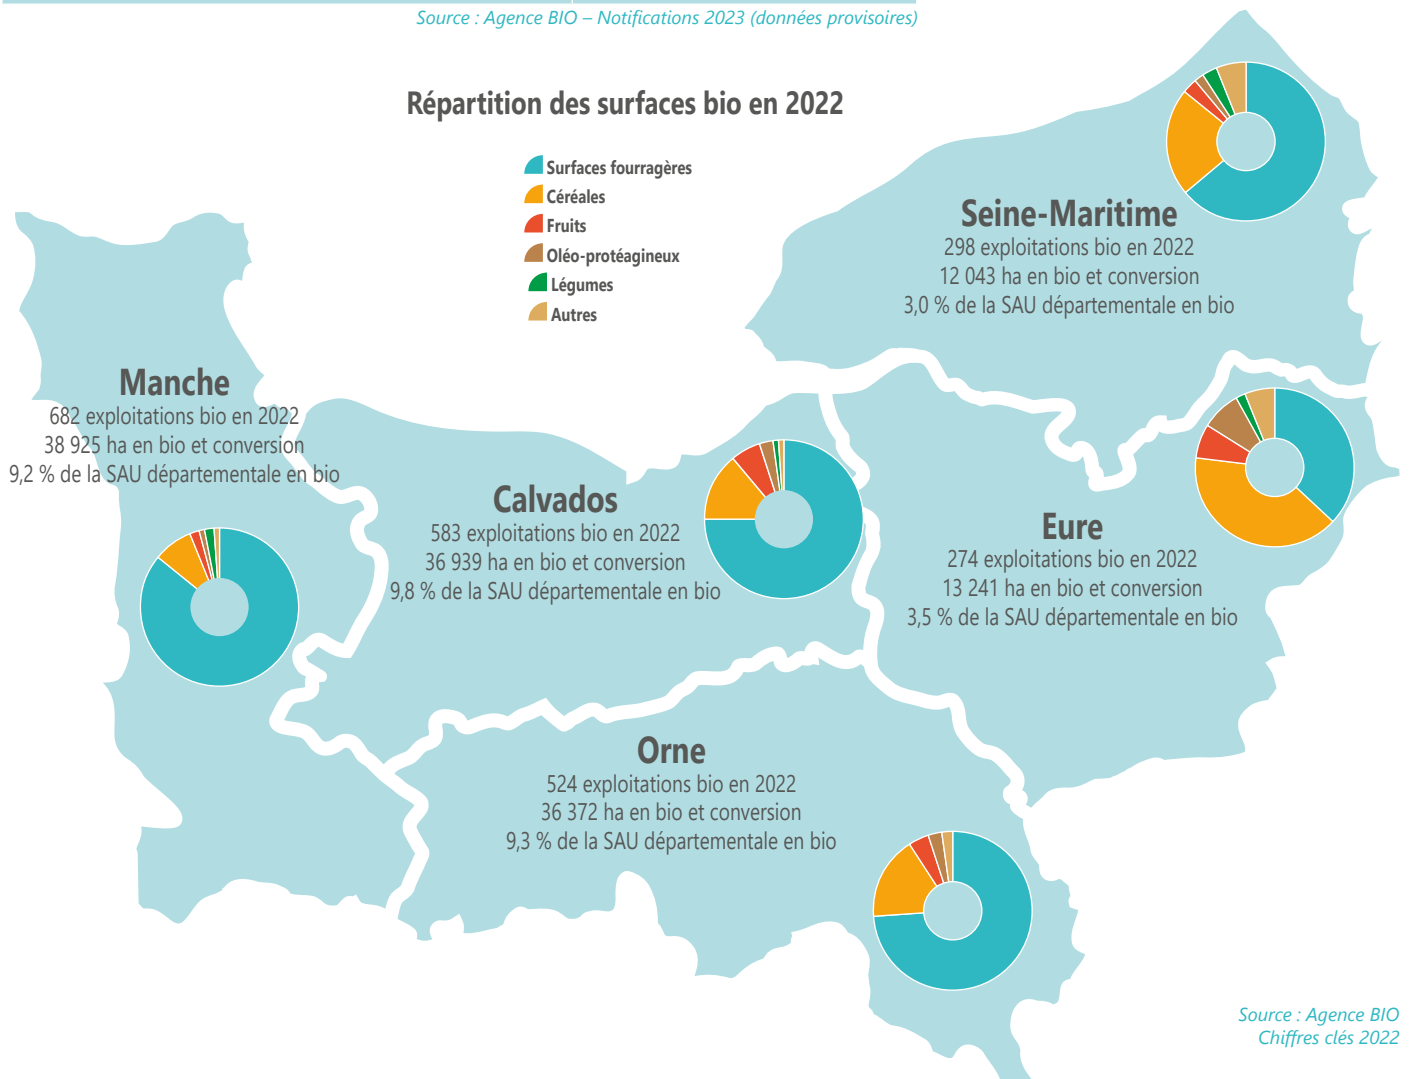 Source : Agence BIO – Notifications 2023 (données provisoires)
Répartition des surfaces bio en 2022
Surfaces fourragères
Céréales
Fruits
Oléo-protéagineux
Légumes
Autres
Seine-Maritime
298 exploitations bio en 2022
12 043 ha en bio et conversion
3,0 % de la SAU départementale en bio
Manche
682 exploitations bio en 2022
38 925 ha en bio et conversion
9,2 % de la SAU départementale en bio
Calvados
583 exploitations bio en 2022
36 939 ha en bio et conversion
9,8 % de la SAU départementale en bio
Eure
274 exploitations bio en 2022
13 241 ha en bio et conversion
3,5 % de la SAU départementale en bio
Orne
524 exploitations bio en 2022
36 372 ha en bio et conversion
9,3 % de la SAU départementale en bio
Source : Agence BIO
Chiffres clés 2022